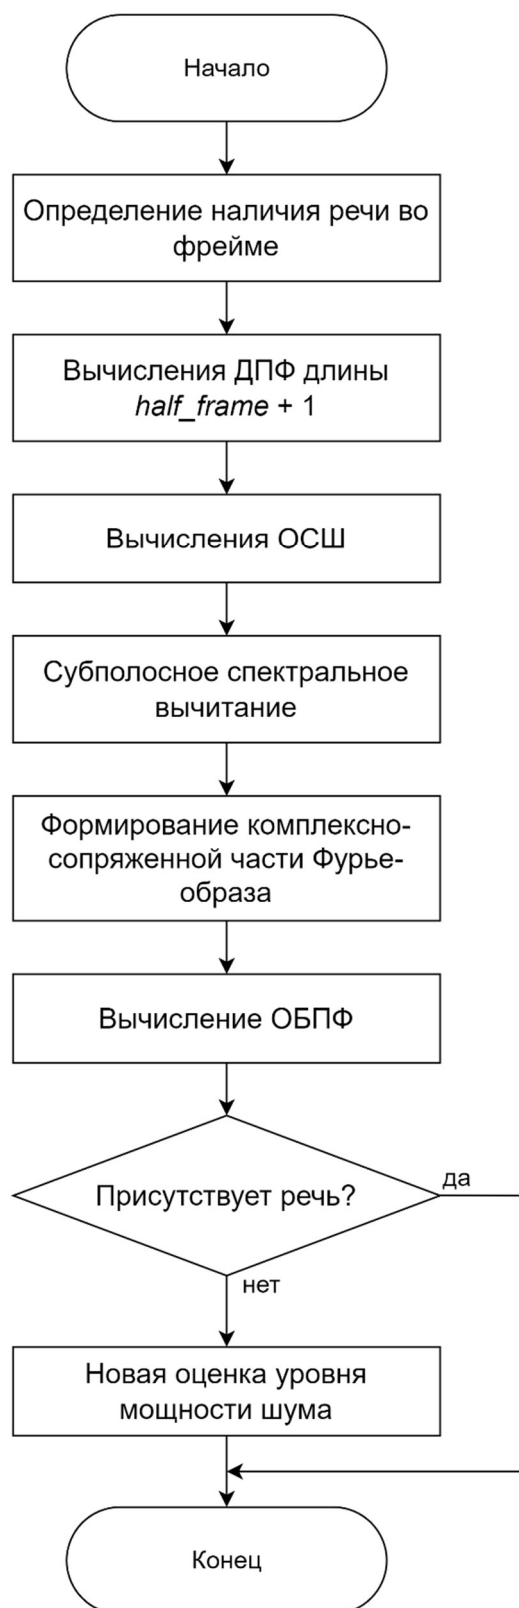 Начало
Определение наличия речи во
фрейме
Вычисления ДПФ длины
half_frame + 1
Вычисления ОСШ
Субполосное спектральное
вычитание
Формирование комплексно-
сопряженной части Фурье-
образа
Вычисление ОБПФ
Присутствует речь?
да
нет
Новая оценка уровня
мощности шума
Конец